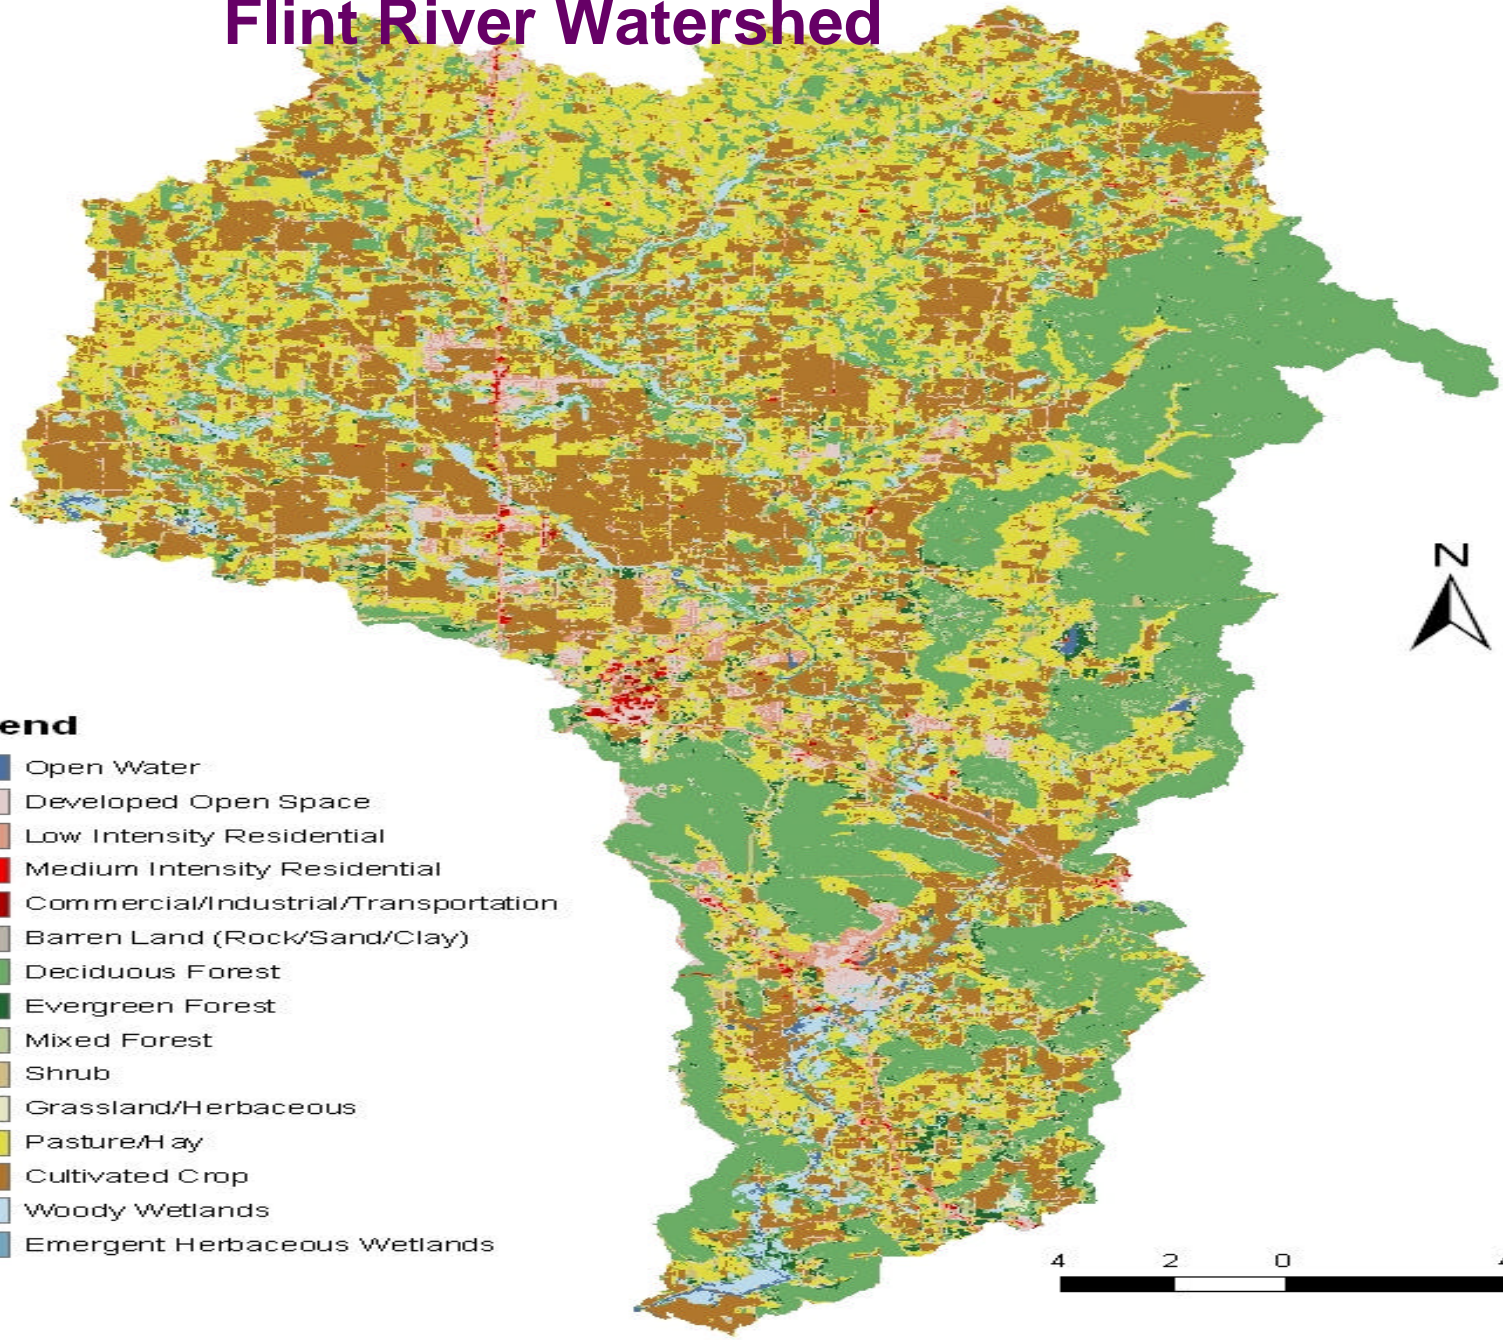 Flint River Watershed
N
end
Open Water
Developed Open Space
Low Intensity Residential
Medium Intensity Residential
Commercial/Industrial/Transportation
Barren Land (Rock/Sand/Clay)
Deciduous Forest
Evergreen Forest
Mixed Forest
Shrub
Grassland/Herbaceous
Pasture/Hay
Cultivated Crop
Woody Wetlands
Emergent Herbaceous Wetlands
4 2 0